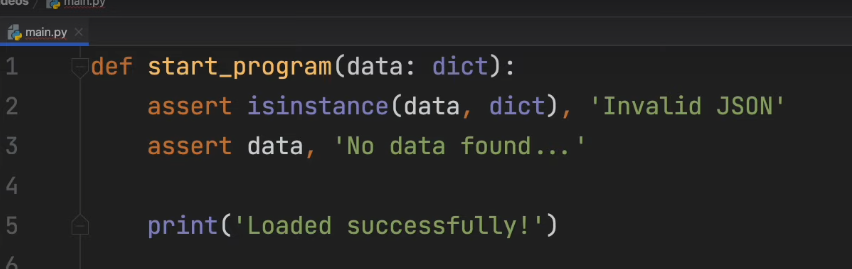 deos / main.py
main.py ×
1 def start_program(data: dict):
2 assert isinstance(data, dict), 'Invalid JSON'
3 assert data, 'No data found...'
4
5 print('Loaded successfully!')
6